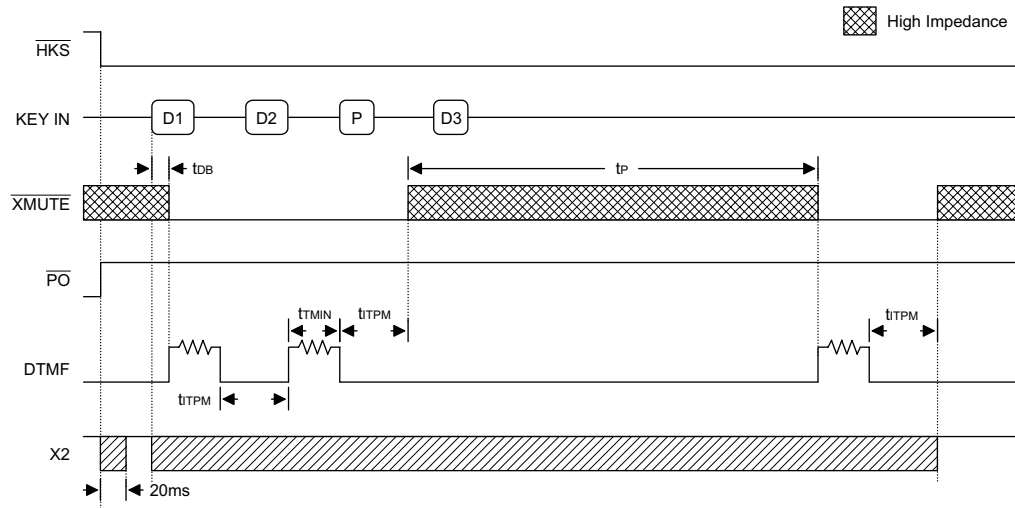 High Impedance
HKS
KEY IN
D1
D2
P
D3
tDB
tP
XMUTE
PO
tTMIN
tITPM
tITPM
DTMF
tITPM
X2
20ms